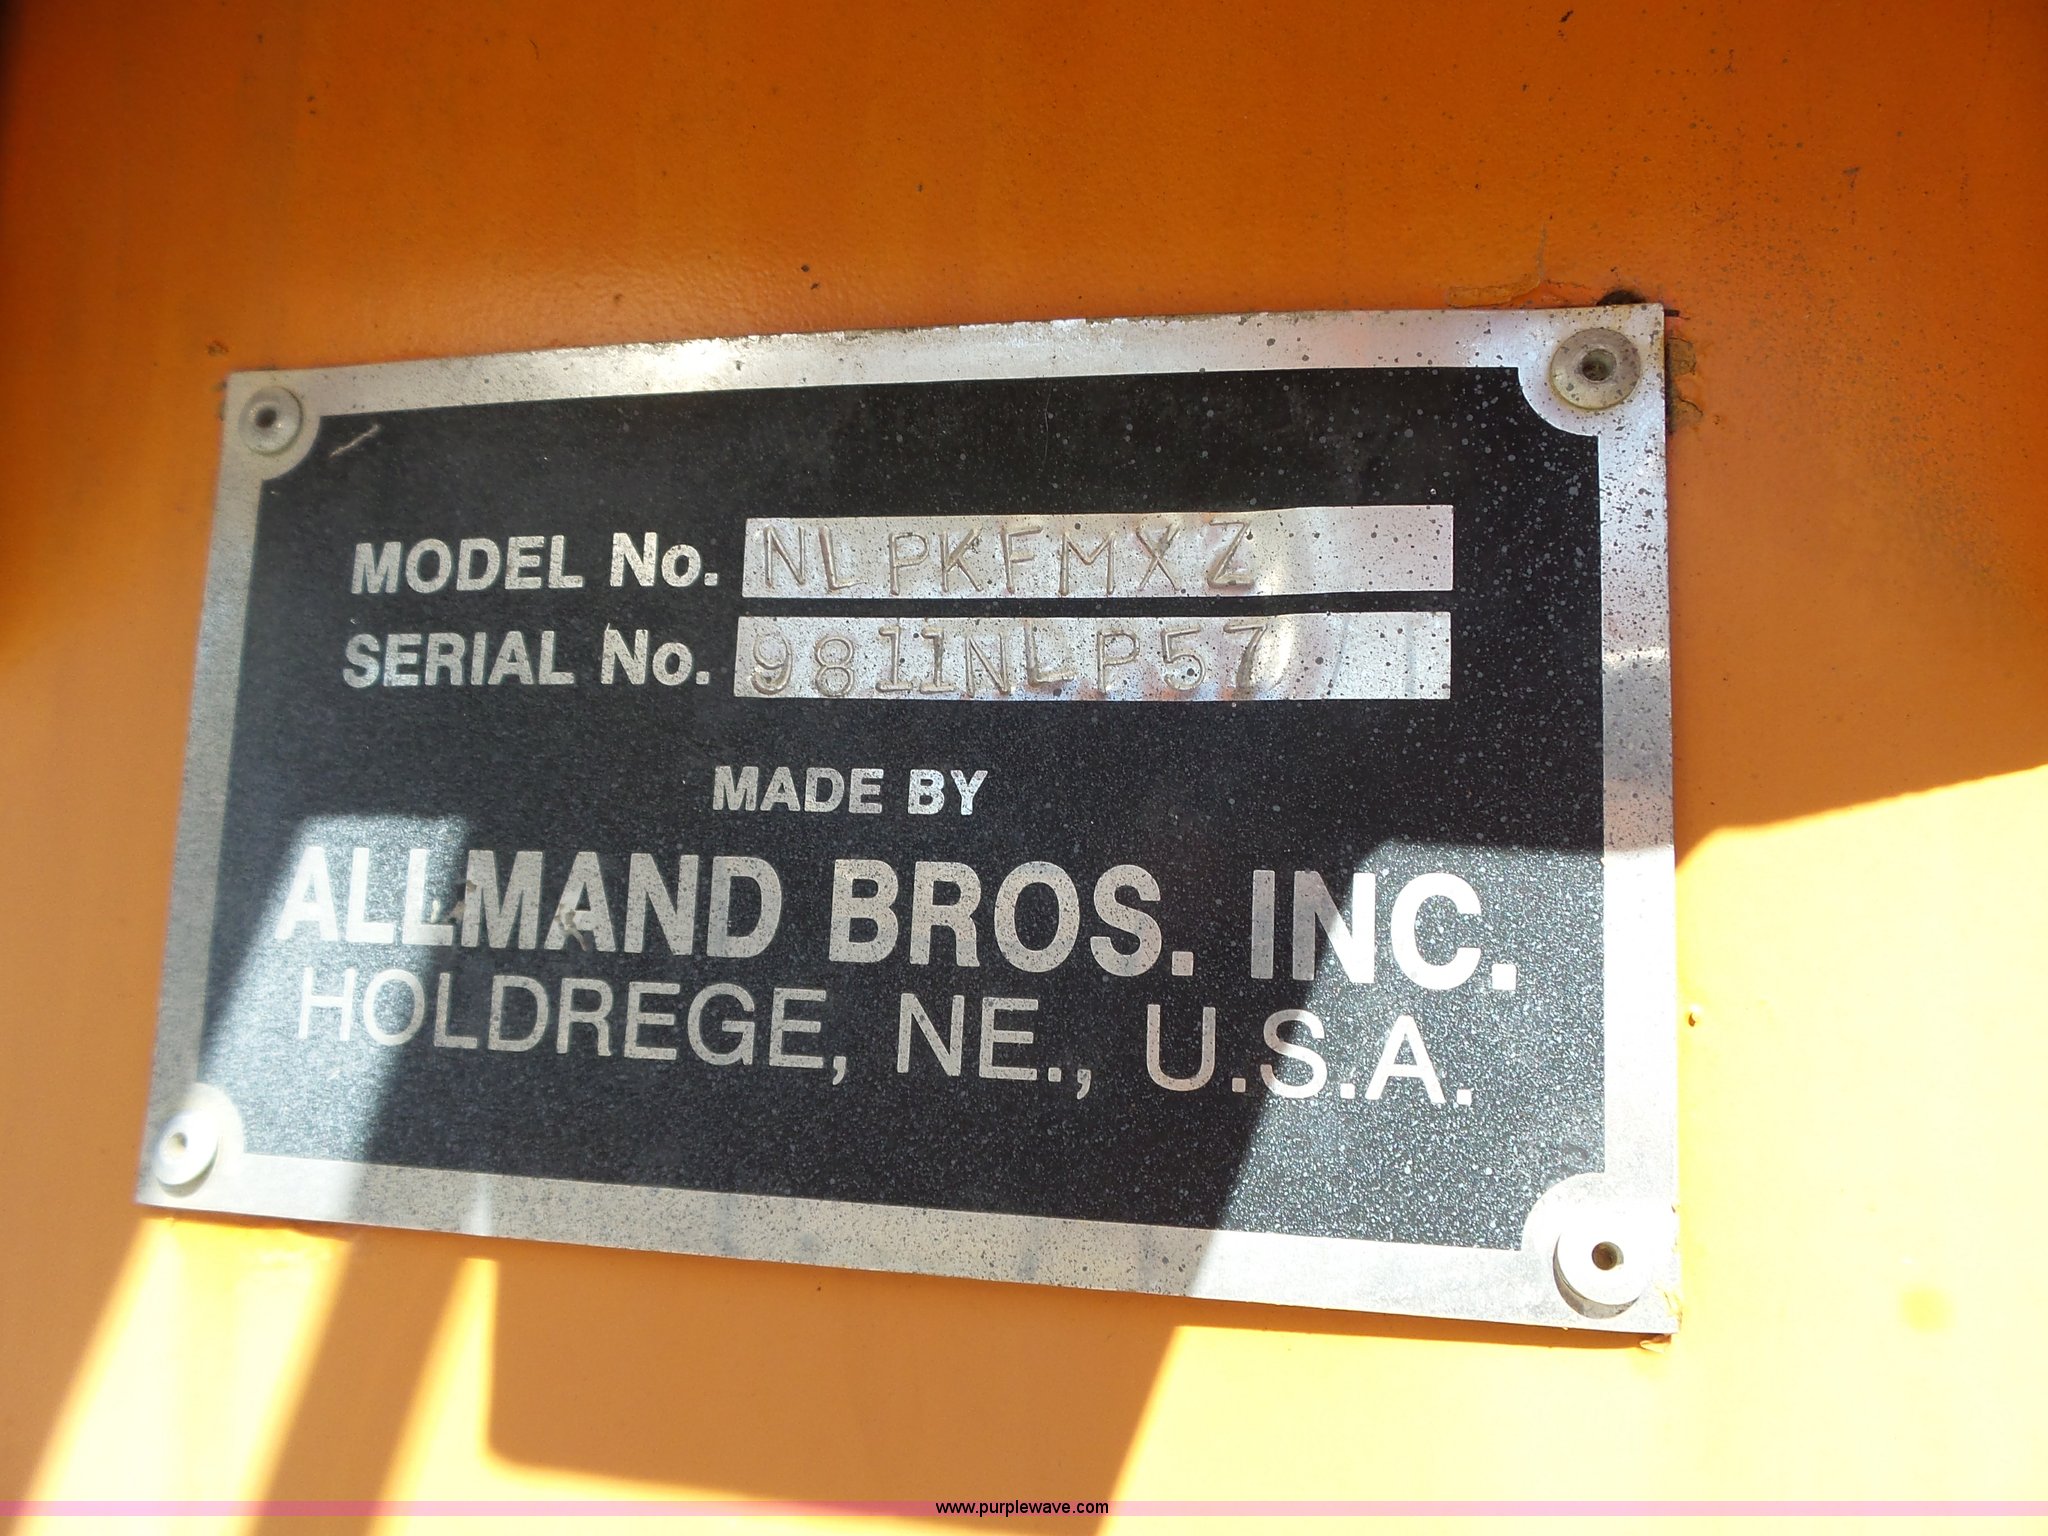 MODEL No. NLPKFMXZ
SERIAL No. 9811NLP57
MADE BY
ALLMAND BROS. INC.
HOLDREGE, NE., U.S.A.
www.purplewave.com